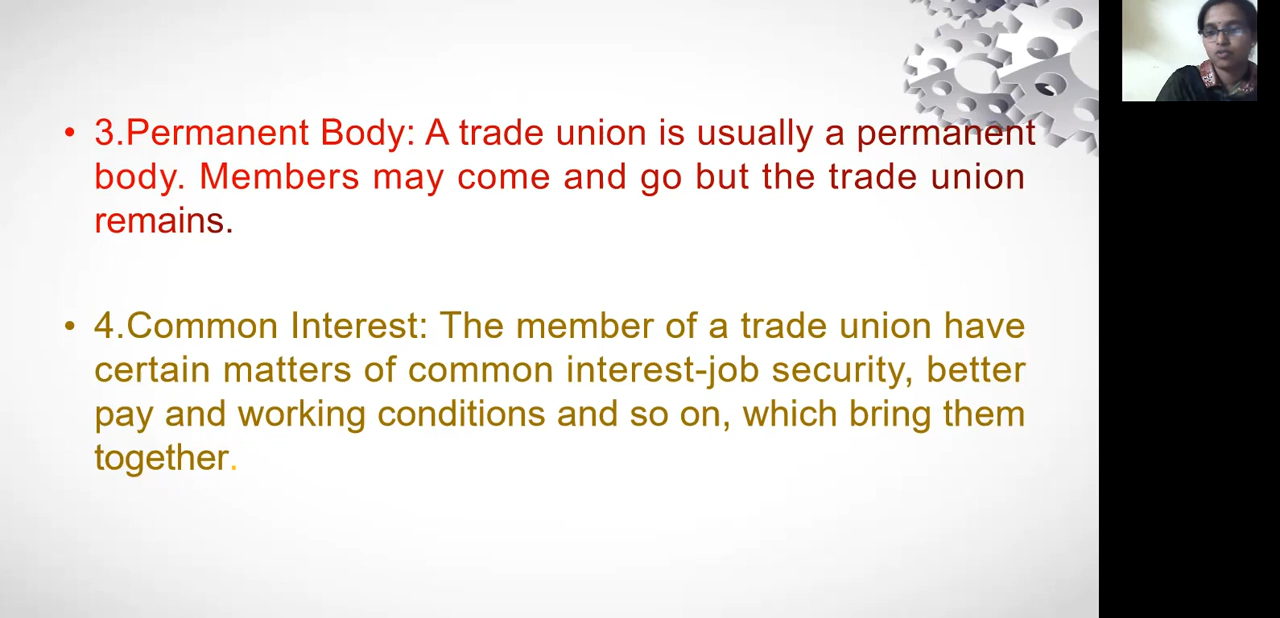 • 3.Permanent Body: A trade union is usually a permanent
body. Members may come and go but the trade union
remains.
• 4.Common Interest: The member of a trade union have
certain matters of common interest-job security, better
pay and working conditions and so on, which bring them
together.